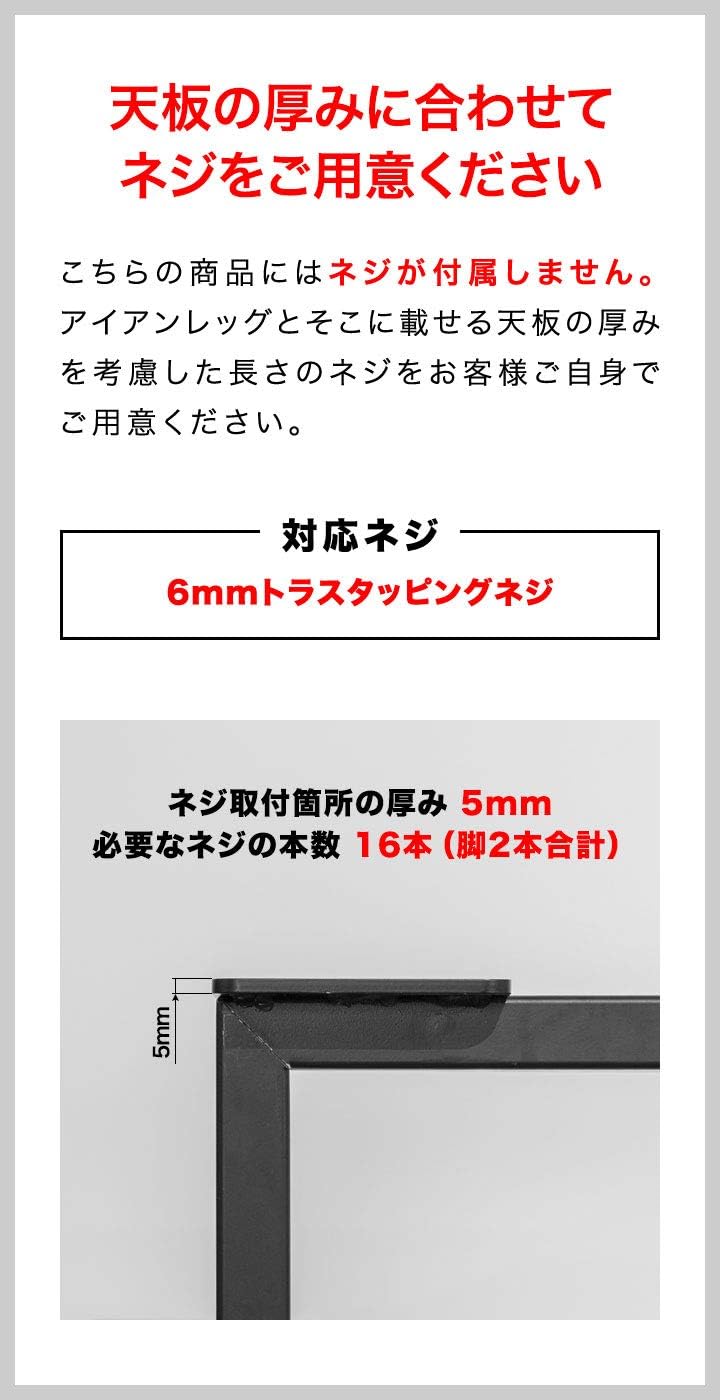 天板の厚みに合わせて
ネジをご用意ください
こちらの商品にはネジが付属しません。
アイアンレッグとそこに載せる天板の厚み
を考慮した長さのネジをお客様ご自身で
ご用意ください。
対応ネジ
6mmトラスタッピングネジ
ネジ取付箇所の厚み 5mm
必要なネジの本数 16本（脚2本合計）
5mm